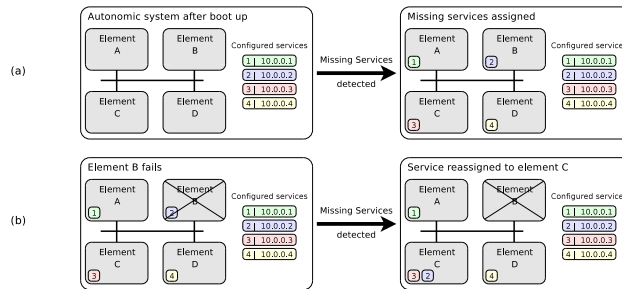 Autonomic system after boot up
Element
A
Element
B
Element
C
Element
D
Configured services
1 10.0.0.1
2 10.0.0.2
3 10.0.0.3
4 10.0.0.4
(a)
Missing Services
detected
Missing services assigned
Element
A
1
Element
B
2
Element
C
3
Element
D
4
Configured services
1 10.0.0.1
2 10.0.0.2
3 10.0.0.3
4 10.0.0.4
Element B fails
Element
A
1
Element
B
2
Element
C
3
Element
D
4
Configured services
1 10.0.0.1
2 10.0.0.2
3 10.0.0.3
4 10.0.0.4
(b)
Missing Services
detected
Service reassigned to element C
Element
A
1
Element
B
Element
C
3 2
Element
D
4
Configured services
1 10.0.0.1
2 10.0.0.2
3 10.0.0.3
4 10.0.0.4